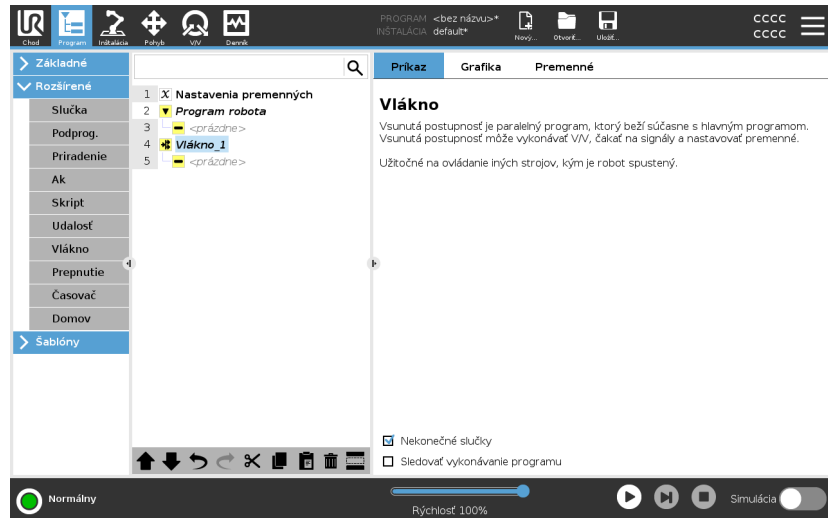 PROGRAM <bez názvu>*
INŠTALÁCIA default*
cccc
cccc
Chod
Program
Inštalácia
Pohyb
V/V
Denník
Nový...
Otvoriť...
Uložiť...
Základné
Rozšírené
Slučka
Podprog.
Priradenie
Ak
Skript
Udalosť
Vlákno
Prepnutie
Časovač
Domov
Šablóny
1 X Nastavenia premenných
2 Program robota
3 <prázdne>
4 Vlákno_1
5 <prázdne>
Príkaz Grafika Premenné
Vlákno
Vsunutá postupnosť je paralelný program, ktorý beží súčasne s hlavným programom.
Vsunutá postupnosť môže vykonávať V/V, čakať na signály a nastavovať premenné.
Užitočné na ovládanie iných strojov, kým je robot spustený.
Nekonečné slučky
Sledovať vykonávanie programu
Normálny
Rýchlosť 100%
Simulácia